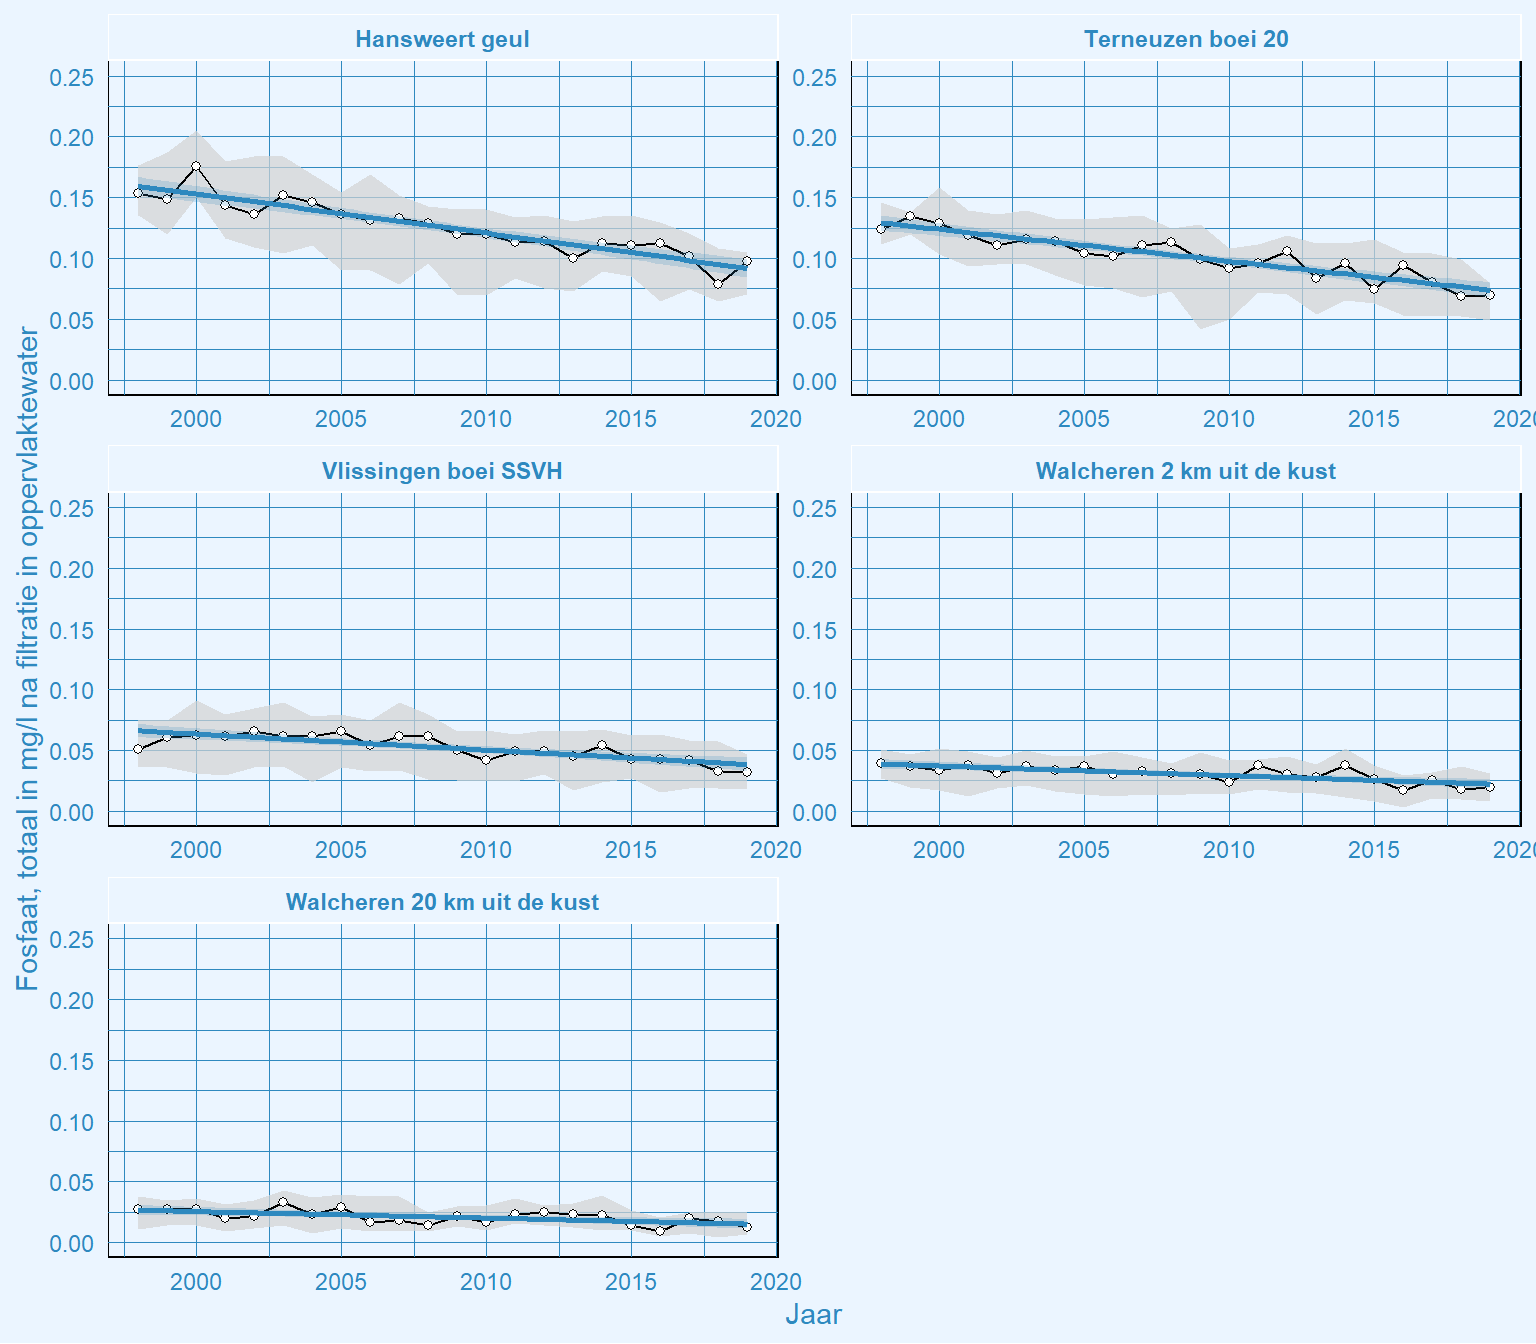 Hansweert geul
Terneuzen boei 20
0.25
0.20
0.15
0.10
0.05
0.00
2000 2005 2010 2015 2020
0.25
0.20
0.15
0.10
0.05
0.00
2000 2005 2010 2015 2020
Vlissingen boei SSVH
Walcheren 2 km uit de kust
0.25
0.20
0.15
0.10
0.05
0.00
2000 2005 2010 2015 2020
0.25
0.20
0.15
0.10
0.05
0.00
2000 2005 2010 2015 2020
Walcheren 20 km uit de kust
0.25
0.20
0.15
0.10
0.05
0.00
2000 2005 2010 2015 2020
Jaar
Fosfaat, totaal in mg/l na filtratie in oppervlaktewater